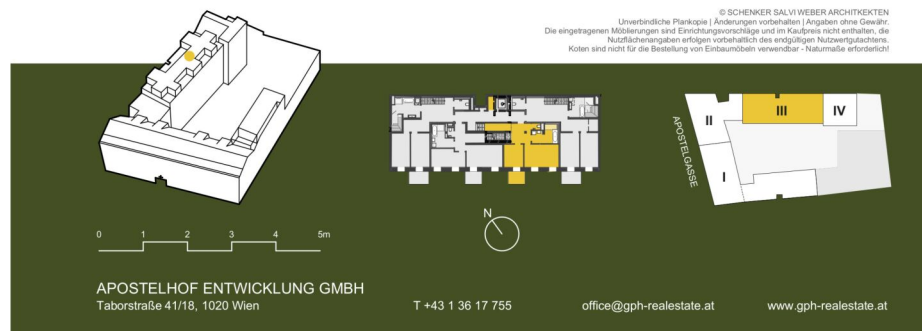 © SCHENKER SALVI WEBER ARCHITKEKTEN
Unverbindliche Plankopie | Änderungen vorbehalten | Angaben ohne Gewähr.
Die eingetragenen Möblierungen sind Einrichtungsvorschläge und im Kaufpreis nicht enthalten, die
Nutzflächenangaben erfolgen vorbehaltlich des endgültigen Nutzwertgutachtens.
Koten sind nicht für die Bestellung von Einbaumöbeln verwendbar - Naturmaße erforderlich!
II
III
IV
APOSTELGASSE
I
N
0 1 2 3 4 5m
APOSTELHOF ENTWICKLUNG GMBH
Taborstraße 41/18, 1020 Wien
T +43 1 36 17 755
office@gph-realestate.at
www.gph-realestate.at